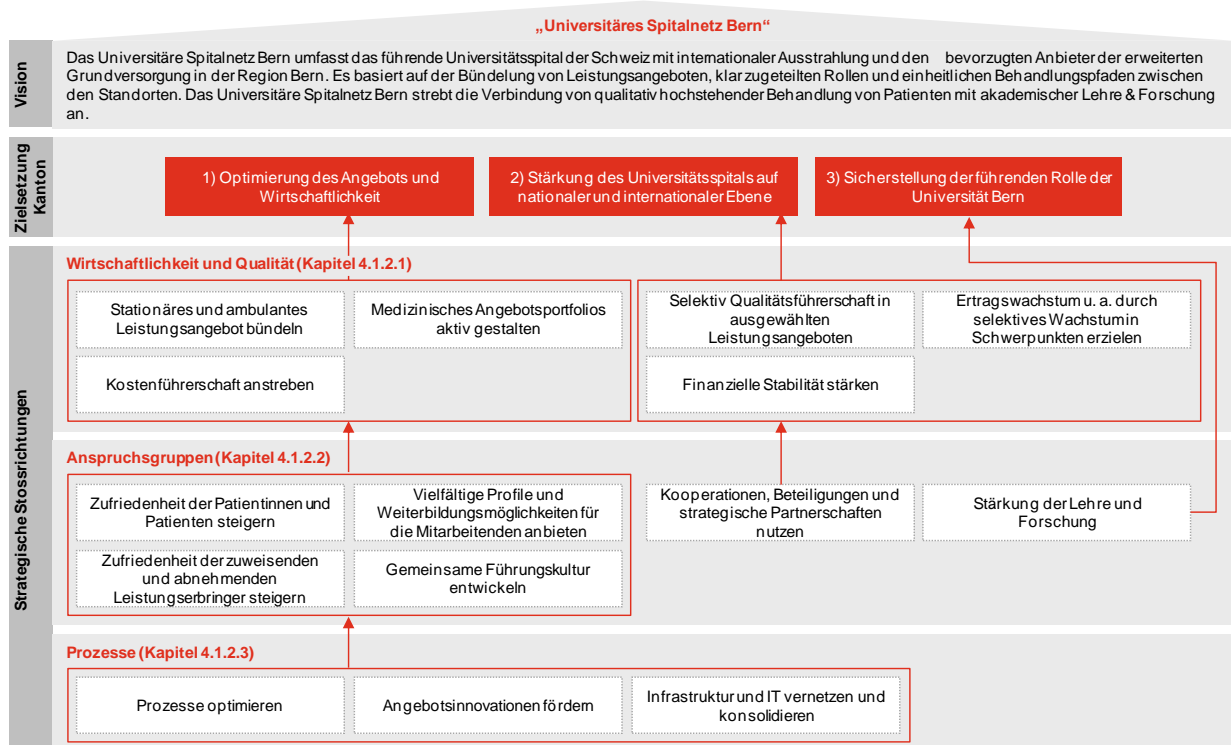 „Universitäres Spitalnetz Bern“
Vision
Das Universitäre Spitalnetz Bern umfasst das führende Universitätsspital der Schweiz mit internationaler Ausstrahlung und den bevorzugten Anbieter der erweiterten
Grundversorgung in der Region Bern. Es basiert auf der Bündelung von Leistungsangeboten, klar zugeteilten Rollen und einheitlichen Behandlungspfaden zwischen
den Standorten. Das Universitäre Spitalnetz Bern strebt die Verbindung von qualitativ hochstehender Behandlung von Patienten mit akademischer Lehre & Forschung
an.
Zielsetzung
Kanton
1) Optimierung des Angebots und
Wirtschaftlichkeit
2) Stärkung des Universitätsspitals auf
nationaler und internationaler Ebene
3) Sicherstellung der führenden Rolle der
Universität Bern
Strategische Stossrichtungen
Wirtschaftlichkeit und Qualität (Kapitel 4.1.2.1)
Stationäres und ambulantes
Leistungsangebot bündeln
Medizinisches Angebotsportfolios
aktiv gestalten
Kostenführerschaft anstreben
Selektiv Qualitätsführerschaft in
ausgewählten
Leistungsangeboten
Ertragswachstum u. a. durch
selektives Wachstum in
Schwerpunkten erzielen
Finanzielle Stabilität stärken
Anspruchsgruppen (Kapitel 4.1.2.2)
Zufriedenheit der Patientinnen und
Patienten steigern
Vielfältige Profile und
Weiterbildungsmöglichkeiten für
die Mitarbeitenden anbieten
Zufriedenheit der zuweisenden
und abnehmenden
Leistungserbringer steigern
Gemeinsame Führungskultur
entwickeln
Kooperationen, Beteiligungen und
strategische Partnerschaften
nutzen
Stärkung der Lehre und
Forschung
Prozesse (Kapitel 4.1.2.3)
Prozesse optimieren
Angebotsinnovationen fördern
Infrastruktur und IT vernetzen und
konsolidieren